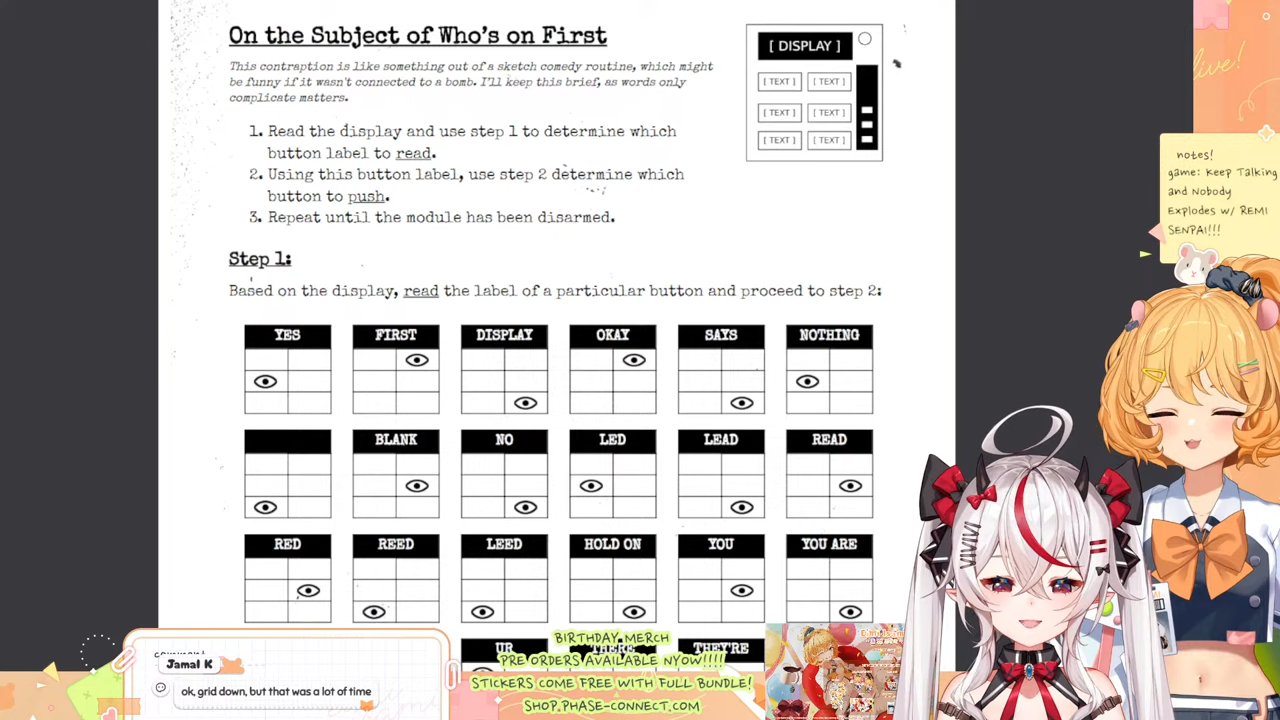 On the Subject of Who's on First
This contraption is like something out of a sketch comedy routine, which might
be funny if it wasn't connected to a bomb. I'll keep this brief, as words only
complicate matters.
[ DISPLAY ]
[ TEXT ] [ TEXT ]
[ TEXT ] [ TEXT ]
[ TEXT ] [ TEXT ]
1. Read the display and use step 1 to determine which
button label to read.
2. Using this button label, use step 2 determine which
button to push.
3. Repeat until the module has been disarmed.
Step 1:
Based on the display, read the label of a particular button and proceed to step 2:
YES FIRST DISPLAY OKAY SAYS NOTHING
BLANK NO LED LEAD READ
RED REED LEED HOLD ON YOU YOU ARE
UR THEY'RE
live!
notes!
game: Keep Talking
and Nobody
Explodes w/ REMI
SENPAI!!!
Jamal K
ok, grid down, but that was a lot of time
BIRTHDAY MERCH
PRE ORDERS AVAILABLE NYOW!!!!
STICKERS COME FREE WITH FULL BUNDLE!
SHOP.PHASE-CONNECT.COM